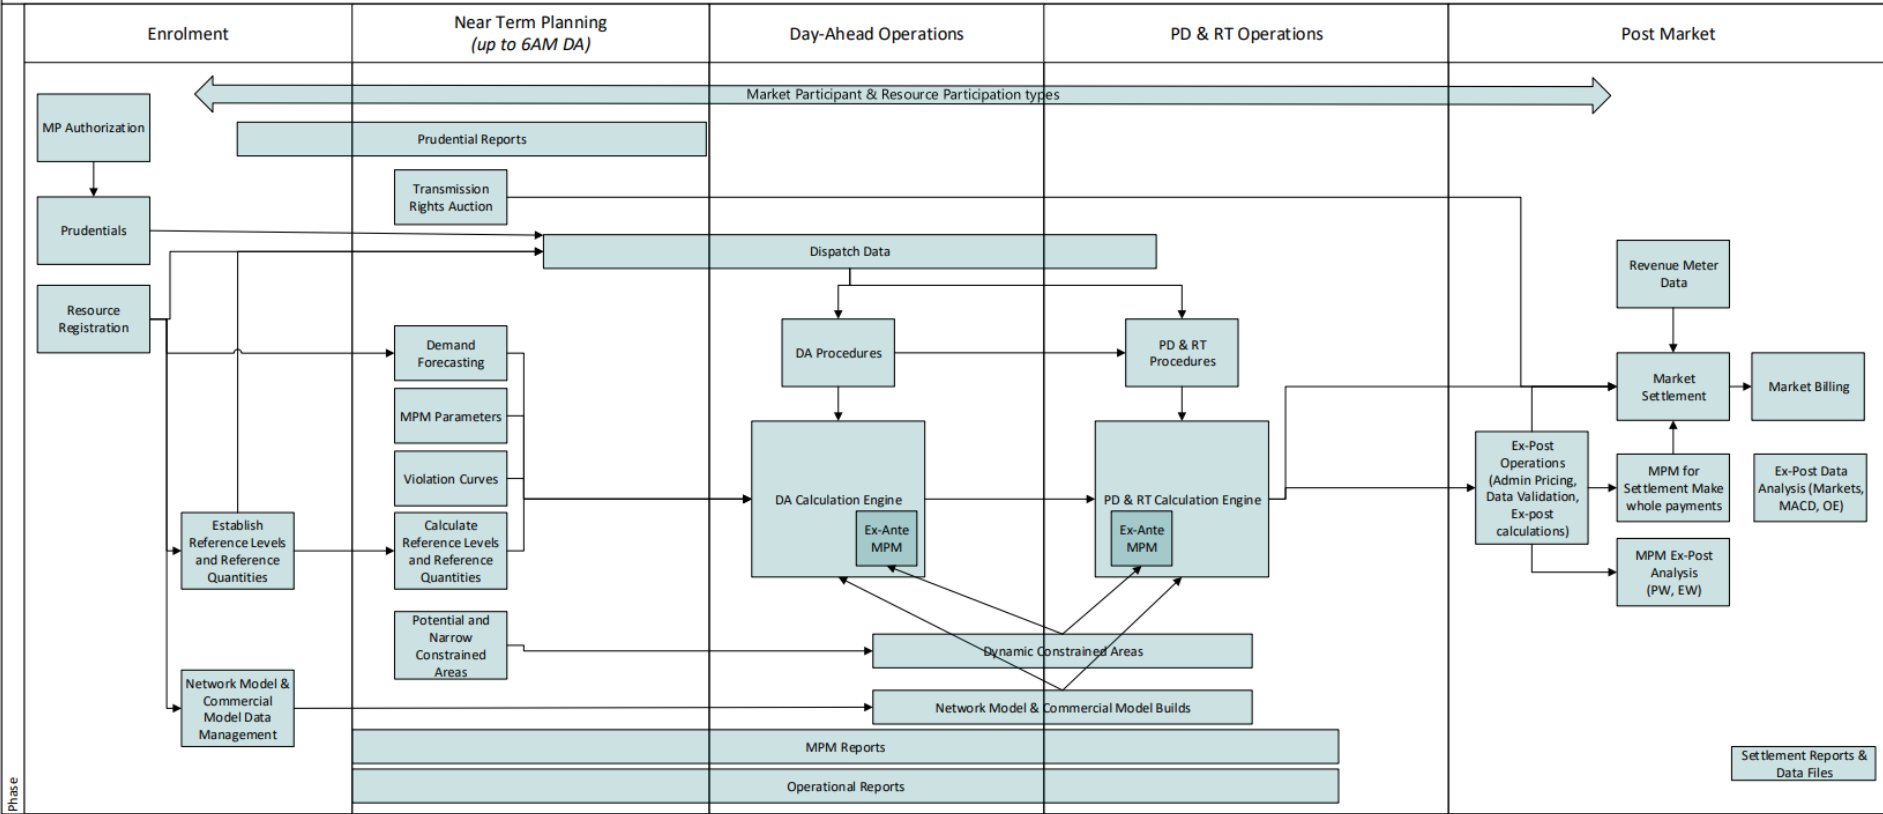 Enrolment
Near Term Planning
(up to 6AM DA)
Day-Ahead Operations
PD & RT Operations
Post Market
Market Participant & Resource Participation types
MP Authorization
Prudential Reports
Transmission
Rights Auction
Prudentials
Dispatch Data
Revenue Meter
Data
Resource
Registration
Demand
Forecasting
DA Procedures
PD & RT
Procedures
Market
Settlement
Market Billing
MPM Parameters
Violation Curves
DA Calculation Engine
Ex-Ante
MPM
PD & RT Calculation Engine
Ex-Ante
MPM
Ex-Post
Operations
(Admin Pricing,
Data Validation,
Ex-post
calculations)
MPM for
Settlement Make
whole payments
Ex-Post Data
Analysis (Markets,
MACD, OE)
Establish
Reference Levels
and Reference
Quantities
Calculate
Reference Levels
and Reference
Quantities
MPM Ex-Post
Analysis
(PW, EW)
Potential and
Narrow
Constrained
Areas
Dynamic Constrained Areas
Network Model &
Commercial
Model Data
Management
Network Model & Commercial Model Builds
MPM Reports
Operational Reports
Settlement Reports &
Data Files
Phase